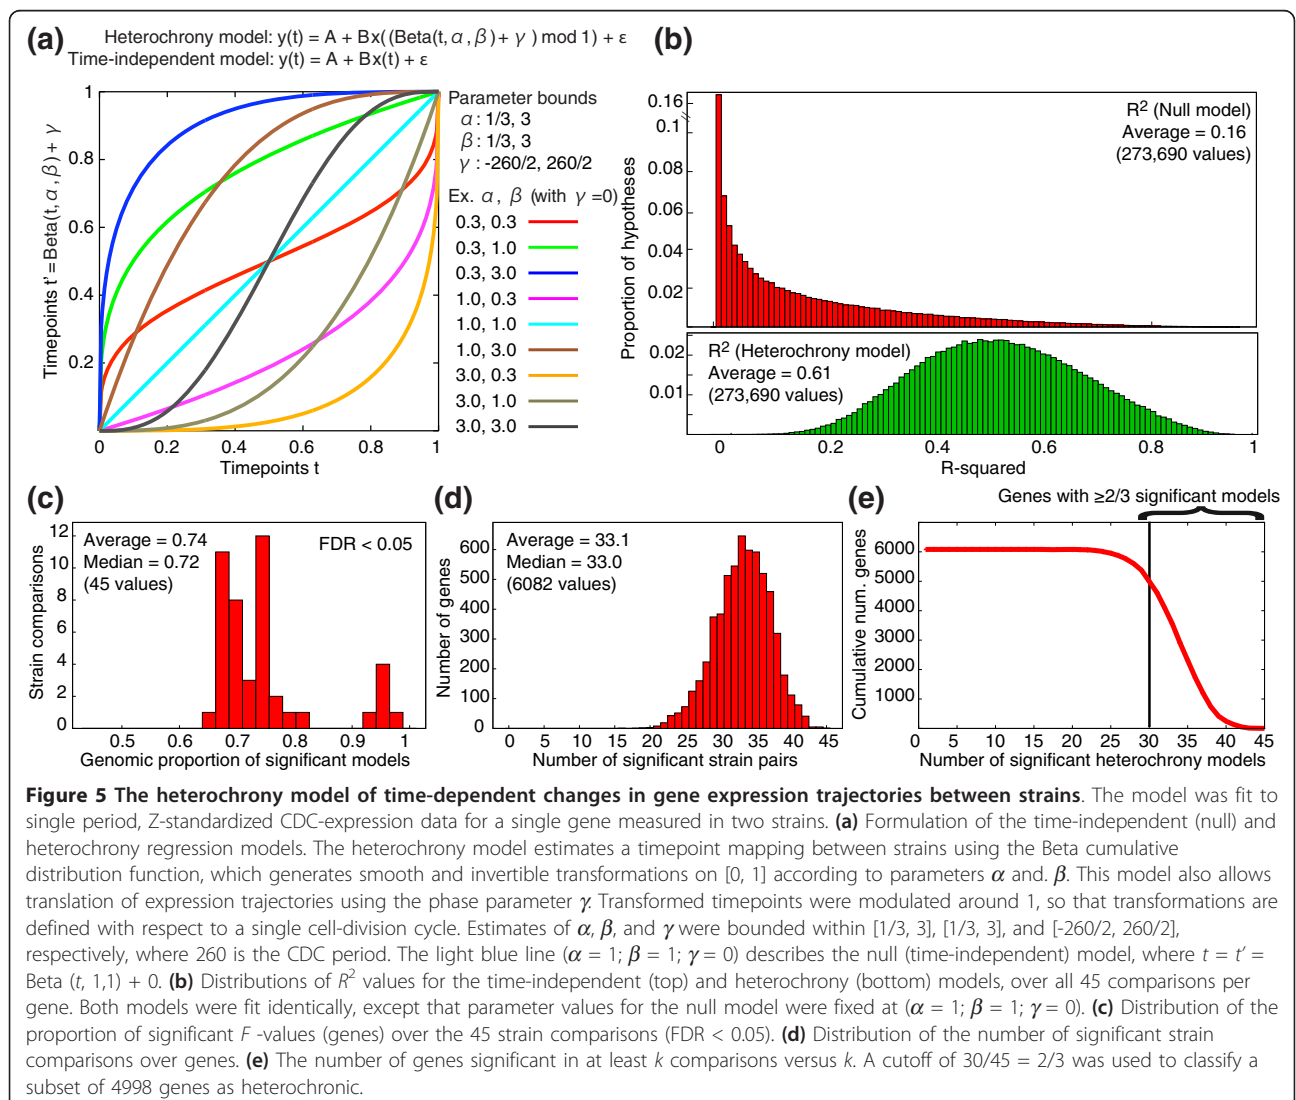 (a)
Heterochrony model: y(t) = A + Bx((Beta(t, α, β) + γ) mod 1) + ε
Time-independent model: y(t) = A + Bx(t) + ε
Timepoints t' = Beta(t, α, β) + γ
1
0.8
0.6
0.4
0.2
0
0.2
0.4
0.6
0.8
1
Timepoints t
Parameter bounds
α : 1/3, 3
β : 1/3, 3
γ : -260/2, 260/2
Ex. α, β (with γ =0)
0.3, 0.3
0.3, 1.0
0.3, 3.0
1.0, 0.3
1.0, 1.0
1.0, 3.0
3.0, 0.3
3.0, 1.0
3.0, 3.0
(b)
Proportion of hypotheses
0.16
0.1
0.08
0.06
0.04
0.02
R² (Null model)
Average = 0.16
(273,690 values)
0.02
0.01
R² (Heterochrony model)
Average = 0.61
(273,690 values)
0
0.2
0.4
0.6
0.8
1
R-squared
(c)
Strain comparisons
12
10
8
6
4
2
0
Average = 0.74
Median = 0.72
(45 values)
FDR < 0.05
0.5
0.6
0.7
0.8
0.9
1
Genomic proportion of significant models
(d)
Number of genes
600
500
400
300
200
100
0
Average = 33.1
Median = 33.0
(6082 values)
0
5
10
15
20
25
30
35
40
45
Number of significant strain pairs
(e)
Genes with ≥2/3 significant models
Cumulative num. genes
6000
5000
4000
3000
2000
1000
0
5
10
15
20
25
30
35
40
45
Number of significant heterochrony models
Figure 5 The heterochrony model of time-dependent changes in gene expression trajectories between strains. The model was fit to
single period, Z-standardized CDC-expression data for a single gene measured in two strains. (a) Formulation of the time-independent (null) and
heterochrony regression models. The heterochrony model estimates a timepoint mapping between strains using the Beta cumulative
distribution function, which generates smooth and invertible transformations on [0, 1] according to parameters α and. β. This model also allows
translation of expression trajectories using the phase parameter γ. Transformed timepoints were modulated around 1, so that transformations are
defined with respect to a single cell-division cycle. Estimates of α, β, and γ were bounded within [1/3, 3], [1/3, 3], and [-260/2, 260/2],
respectively, where 260 is the CDC period. The light blue line (α = 1; β = 1; γ = 0) describes the null (time-independent) model, where t = t' =
Beta (t, 1,1) + 0. (b) Distributions of R² values for the time-independent (top) and heterochrony (bottom) models, over all 45 comparisons per
gene. Both models were fit identically, except that parameter values for the null model were fixed at (α = 1; β = 1; γ = 0). (c) Distribution of the
proportion of significant F -values (genes) over the 45 strain comparisons (FDR < 0.05). (d) Distribution of the number of significant strain
comparisons over genes. (e) The number of genes significant in at least k comparisons versus k. A cutoff of 30/45 = 2/3 was used to classify a
subset of 4998 genes as heterochronic.